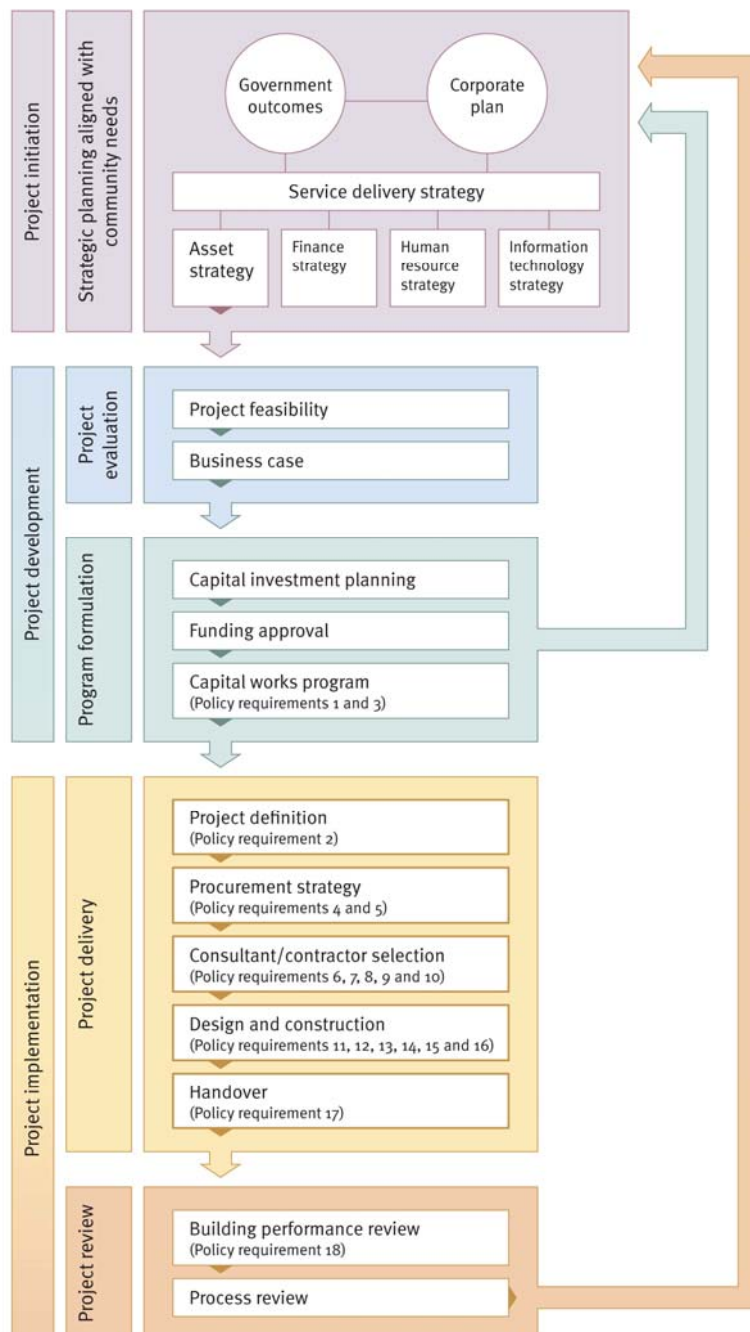 Project initiation
Strategic planning aligned with
community needs
Government
outcomes
Corporate
plan
Service delivery strategy
Asset
strategy
Finance
strategy
Human
resource
strategy
Information
technology
strategy
Project development
Project
evaluation
Project feasibility
Business case
Program formulation
Capital investment planning
Funding approval
Capital works program
(Policy requirements 1 and 3)
Project implementation
Project delivery
Project definition
(Policy requirement 2)
Procurement strategy
(Policy requirements 4 and 5)
Consultant/contractor selection
(Policy requirements 6, 7, 8, 9 and 10)
Design and construction
(Policy requirements 11, 12, 13, 14, 15 and 16)
Handover
(Policy requirement 17)
Project review
Building performance review
(Policy requirement 18)
Process review